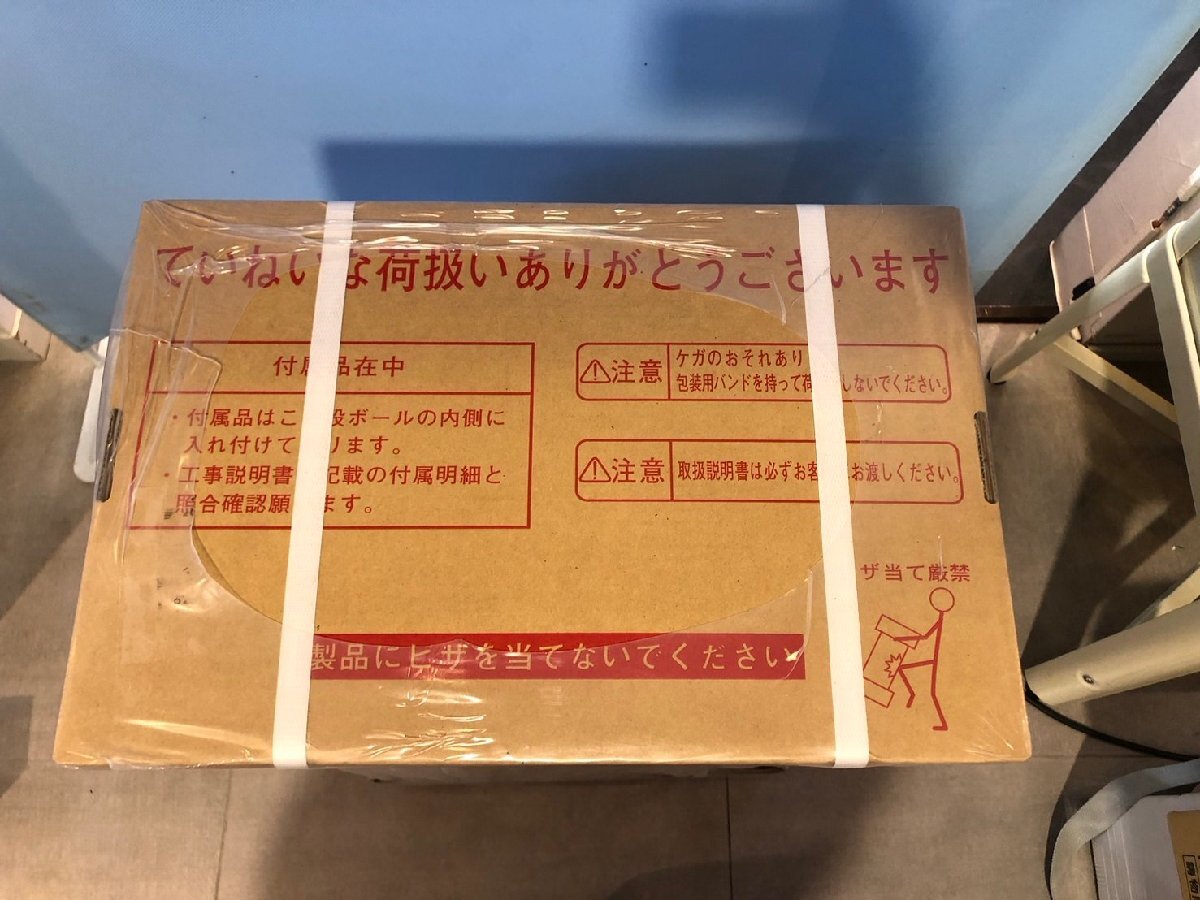 ていねいな荷扱いありがとうございます
付属品在中
・付属品はこ 段ボールの内側に
入れ付けて ります。
・工事説明書 記載の付属明細と
照合確認願 ます。
注意
ケガのおそれあり
包装用バンドを持って荷 しないでください。
注意
取扱説明書は必ずお客 お渡しください。
ザ当て厳禁
製品にヒザを当てないでください